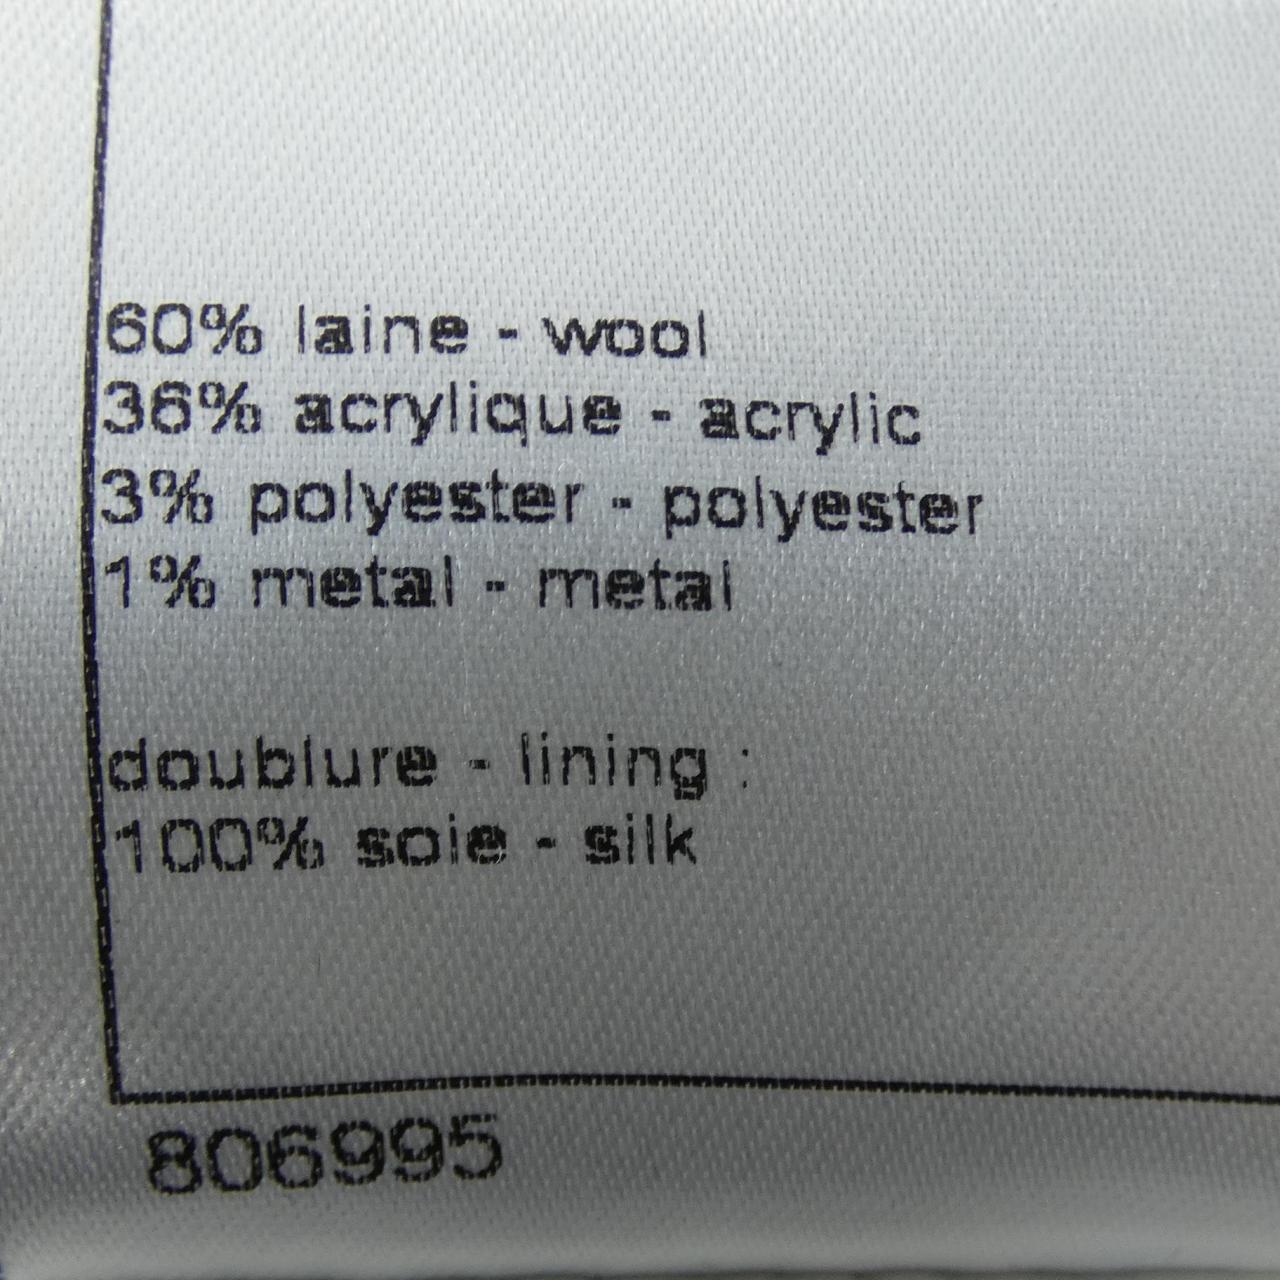 60% laine - wool
36% acrylique - acrylic
3% polyester - polyester
1% metal - metal
doublure - lining :
100% soie - silk
806995